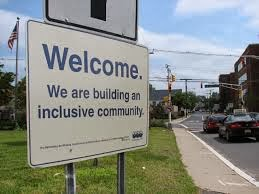 Welcome.
We are building an
inclusive community.